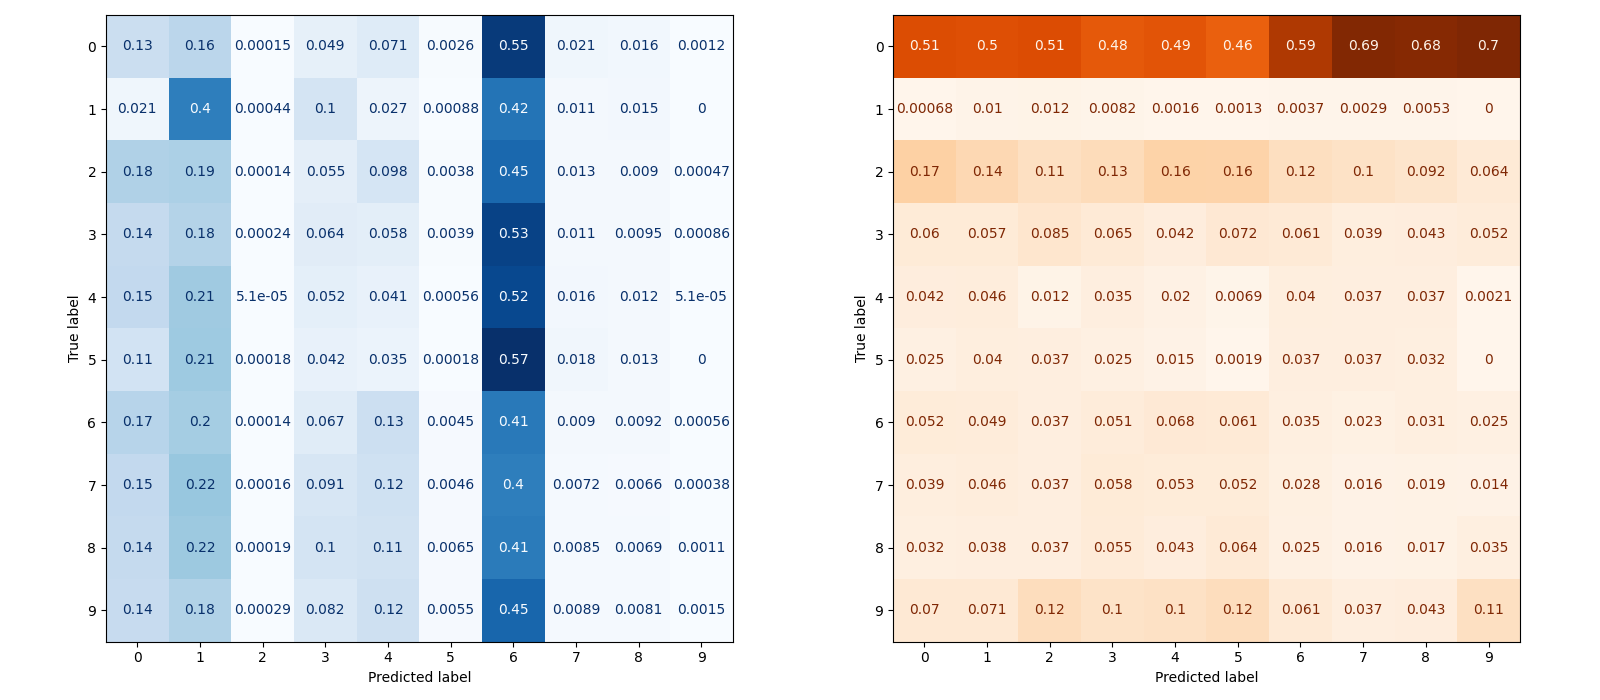 0 0.13 0.16 0.00015 0.049 0.071 0.0026 0.55 0.021 0.016 0.0012
1 0.021 0.4 0.00044 0.1 0.027 0.00088 0.42 0.011 0.015 0
2 0.18 0.19 0.00014 0.055 0.098 0.0038 0.45 0.013 0.009 0.00047
3 0.14 0.18 0.00024 0.064 0.058 0.0039 0.53 0.011 0.0095 0.00086
4 0.15 0.21 5.1e-05 0.052 0.041 0.00056 0.52 0.016 0.012 5.1e-05
5 0.11 0.21 0.00018 0.042 0.035 0.00018 0.57 0.018 0.013 0
6 0.17 0.2 0.00014 0.067 0.13 0.0045 0.41 0.009 0.0092 0.00056
7 0.15 0.22 0.00016 0.091 0.12 0.0046 0.4 0.0072 0.0066 0.00038
8 0.14 0.22 0.00019 0.1 0.11 0.0065 0.41 0.0085 0.0069 0.0011
9 0.14 0.18 0.00029 0.082 0.12 0.0055 0.45 0.0089 0.0081 0.0015
0 1 2 3 4 5 6 7 8 9
Predicted label
True label
0 0.51 0.5 0.51 0.48 0.49 0.46 0.59 0.69 0.68 0.7
1 0.00068 0.01 0.012 0.0082 0.0016 0.0013 0.0037 0.0029 0.0053 0
2 0.17 0.14 0.11 0.13 0.16 0.16 0.12 0.1 0.092 0.064
3 0.06 0.057 0.085 0.065 0.042 0.072 0.061 0.039 0.043 0.052
4 0.042 0.046 0.012 0.035 0.02 0.0069 0.04 0.037 0.037 0.0021
5 0.025 0.04 0.037 0.025 0.015 0.0019 0.037 0.037 0.032 0
6 0.052 0.049 0.037 0.051 0.068 0.061 0.035 0.023 0.031 0.025
7 0.039 0.046 0.037 0.058 0.053 0.052 0.028 0.016 0.019 0.014
8 0.032 0.038 0.037 0.055 0.043 0.064 0.025 0.016 0.017 0.035
9 0.07 0.071 0.12 0.1 0.1 0.12 0.061 0.037 0.043 0.11
0 1 2 3 4 5 6 7 8 9
Predicted label
True label